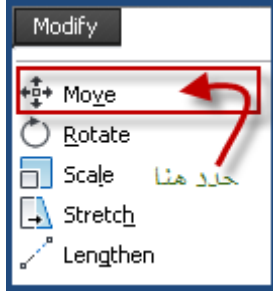 Modify
Move
Rotate
Scale
حدد هنا
Stretch
Lengthen